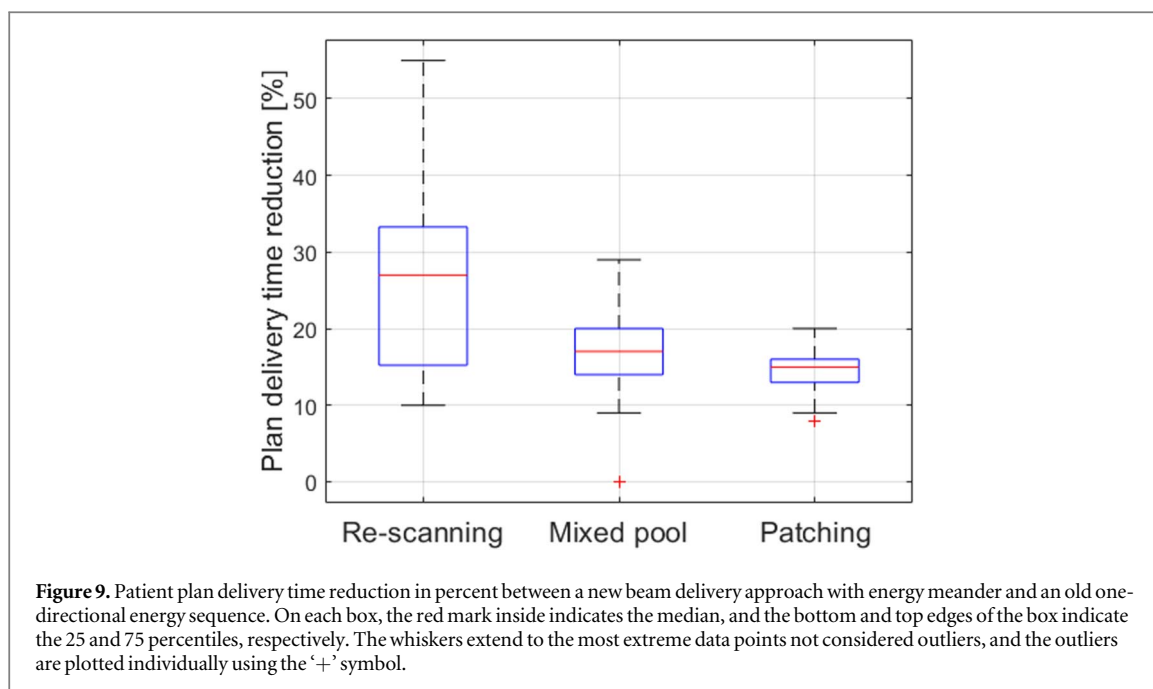 Plan delivery time reduction [%]
50
40
30
20
10
0
Re-scanning Mixed pool Patching
Figure 9. Patient plan delivery time reduction in percent between a new beam delivery approach with energy meander and an old one-
directional energy sequence. On each box, the red mark inside indicates the median, and the bottom and top edges of the box indicate
the 25 and 75 percentiles, respectively. The whiskers extend to the most extreme data points not considered outliers, and the outliers
are plotted individually using the ‘+’ symbol.